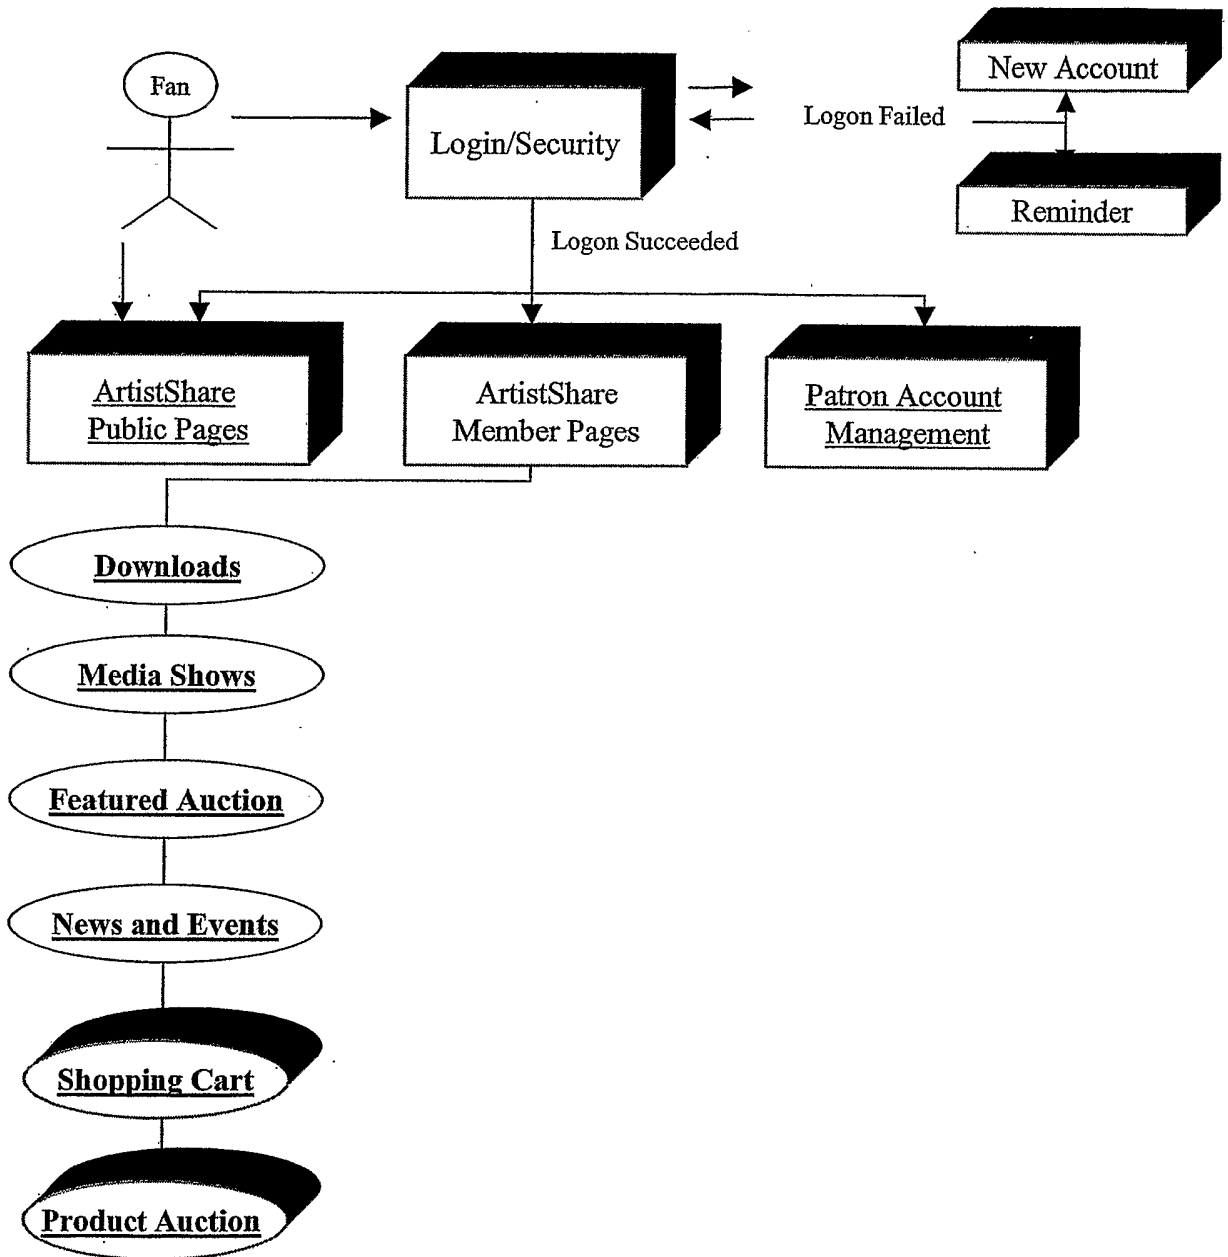 Fan
Login/Security
New Account
Logon Failed
Reminder
Logon Succeeded
ArtistShare
Public Pages
ArtistShare
Member Pages
Patron Account
Management
Downloads
Media Shows
Featured Auction
News and Events
Shopping Cart
Product Auction